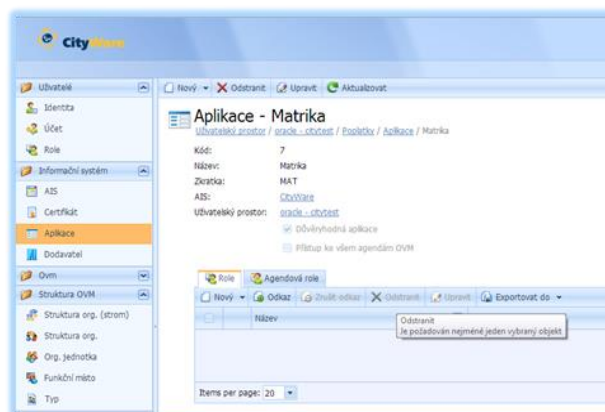 CityWare
Uživatelé
Identita
Účet
Role
Informační systém
AIS
Certifikát
Aplikace
Dodavatel
Ovm
Struktura OVM
Struktura org. (strom)
Struktura org.
Org. jednotka
Funkční místo
Typ
Nový Odstranit Upravit Aktualizovat
Aplikace - Matrika
Uživatelský prostor / oracle - citytest / Poplatky / Aplikace / Matrika
Kód: 7
Název: Matrika
Zkratka: MAT
AIS: CityWare
Uživatelský prostor: oracle - citytest
Důvěryhodná aplikace
Přístup ke všem agendám OVM
Role Agendová role
Nový Odkaz Zrušit odkaz Odstranit Upravit Exportovat do
Název
Odstranit
Je požadován nejméně jeden vybraný objekt
Items per page: 20